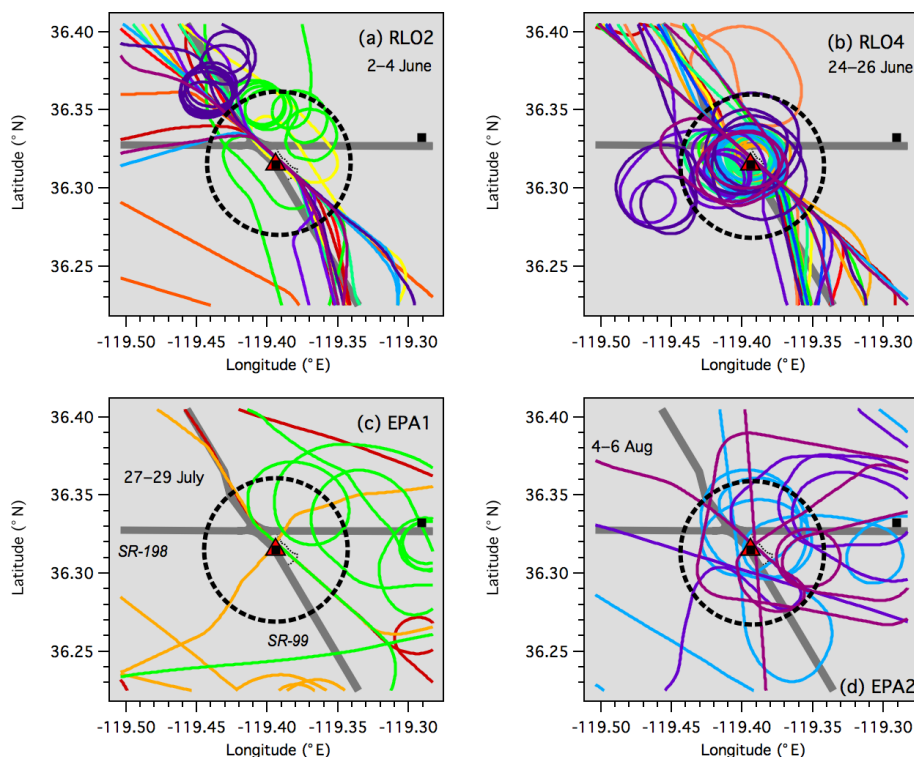 36.40
36.35
36.30
36.25
Latitude (° N)
(a) RLO2
2–4 June
-119.50 -119.45 -119.40 -119.35 -119.30
Longitude (° E)
36.40
36.35
36.30
36.25
Latitude (° N)
(b) RLO4
24–26 June
-119.50 -119.45 -119.40 -119.35 -119.30
Longitude (° E)
36.40
36.35
36.30
36.25
Latitude (° N)
(c) EPA1
27–29 July
SR-198
SR-99
-119.50 -119.45 -119.40 -119.35 -119.30
Longitude (° E)
36.40
36.35
36.30
36.25
Latitude (° N)
4–6 Aug
(d) EPA2
-119.50 -119.45 -119.40 -119.35 -119.30
Longitude (° E)